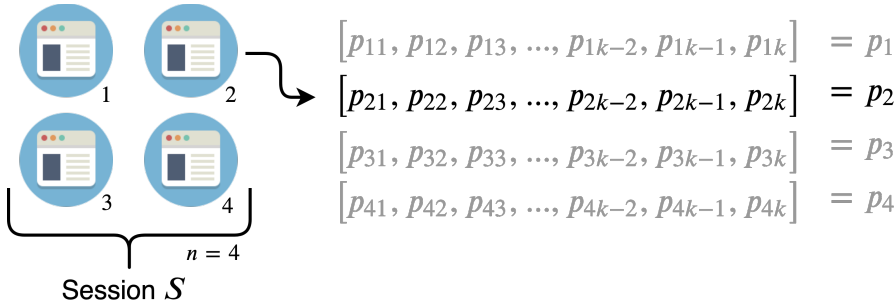 1
2
[p₁₁, p₁₂, p₁₃, ..., p₁ₖ₋₂, p₁ₖ₋₁, p₁ₖ] = p₁
[p₂₁, p₂₂, p₂₃, ..., p₂ₖ₋₂, p₂ₖ₋₁, p₂ₖ] = p₂
3
4
[p₃₁, p₃₂, p₃₃, ..., p₃ₖ₋₂, p₃ₖ₋₁, p₃ₖ] = p₃
[p₄₁, p₄₂, p₄₃, ..., p₄ₖ₋₂, p₄ₖ₋₁, p₄ₖ] = p₄
n = 4
Session S